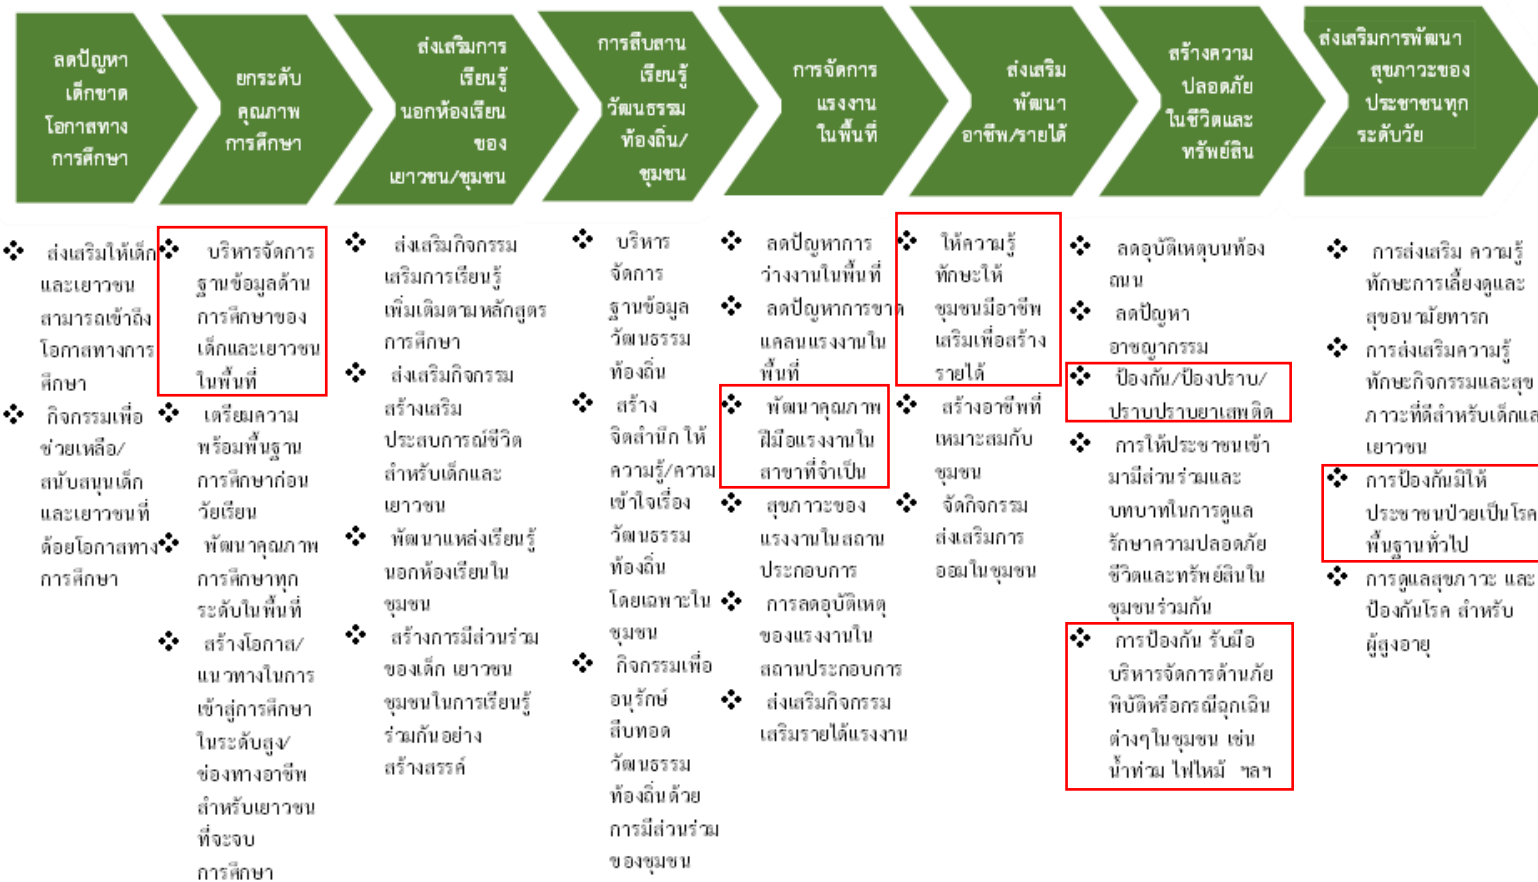 ลดปัญหา
เด็กขาด
โอกาสทาง
การศึกษา
ยกระดับ
คุณภาพ
การศึกษา
ส่งเสริมการ
เรียนรู้
นอกห้องเรียน
ของ
เยาวชน/ชุมชน
การสืบสาน
เรียนรู้
วัฒนธรรม
ท้องถิ่น/
ชุมชน
การจัดการ
แรงงาน
ในพื้นที่
ส่งเสริม
พัฒนา
อาชีพ/รายได้
สร้างความ
ปลอดภัย
ในชีวิตและ
ทรัพย์สิน
ส่งเสริมการพัฒนา
สุขภาวะของ
ประชาชนทุก
ระดับวัย
❖ ส่งเสริมให้เด็ก
และเยาวชน
สามารถเข้าถึง
โอกาสทางการ
ศึกษา
❖ กิจกรรมเพื่อ
ช่วยเหลือ/
สนับสนุนเด็ก
และเยาวชนที่
ด้อยโอกาสทาง
การศึกษา
❖ บริหารจัดการ
ฐานข้อมูลด้าน
การศึกษาของ
เด็กและเยาวชน
ในพื้นที่
❖ เตรียมความ
พร้อมพื้นฐาน
การศึกษาก่อน
วัยเรียน
❖ พัฒนาคุณภาพ
การศึกษาทุก
ระดับในพื้นที่
❖ สร้างโอกาส/
แนวทางในการ
เข้าสู่การศึกษา
ในระดับสูง/
ช่องทางอาชีพ
สำหรับเยาวชน
ที่จะจบ
การศึกษา
❖ ส่งเสริมกิจกรรม
เสริมการเรียนรู้
เพิ่มเติมตามหลักสูตร
การศึกษา
❖ ส่งเสริมกิจกรรม
สร้างเสริม
ประสบการณ์ชีวิต
สำหรับเด็กและ
เยาวชน
❖ พัฒนาแหล่งเรียนรู้
นอกห้องเรียนใน
ชุมชน
❖ สร้างการมีส่วนร่วม
ของเด็ก เยาวชน
ชุมชนในการเรียนรู้
ร่วมกันอย่าง
สร้างสรรค์
❖ บริหาร
จัดการ
ฐานข้อมูล
วัฒนธรรม
ท้องถิ่น
❖ สร้าง
จิตสำนึก ให้
ความรู้/ความ
เข้าใจเรื่อง
วัฒนธรรม
ท้องถิ่น
โดยเฉพาะใน
ชุมชน
❖ กิจกรรมเพื่อ
อนุรักษ์
สืบทอด
วัฒนธรรม
ท้องถิ่นด้วย
การมีส่วนร่วม
ของชุมชน
❖ ลดปัญหาการ
ว่างงานในพื้นที่
❖ ลดปัญหาการขาด
แคลนแรงงานใน
พื้นที่
❖ พัฒนาคุณภาพ
ฝีมือแรงงานใน
สาขาที่จำเป็น
❖ สุขภาวะของ
แรงงานในสถาน
ประกอบการ
❖ การลดอุบัติเหตุ
ของแรงงานใน
สถานประกอบการ
❖ ส่งเสริมกิจกรรม
เสริมรายได้แรงงาน
❖ ให้ความรู้
ทักษะให้
ชุมชนมีอาชีพ
เสริมเพื่อสร้าง
รายได้
❖ สร้างอาชีพที่
เหมาะสมกับ
ชุมชน
❖ จัดกิจกรรม
ส่งเสริมการ
ออมในชุมชน
❖ ลดอุบัติเหตุบนท้อง
ถนน
❖ ลดปัญหา
อาชญากรรม
❖ ป้องกัน/ป้องปราบ/
ปราบปราบยาเสพติด
❖ การให้ประชาชนเข้า
มามีส่วนร่วมและ
บทบาทในการดูแล
รักษาความปลอดภัย
ชีวิตและทรัพย์สินใน
ชุมชนร่วมกัน
❖ การป้องกัน รับมือ
บริหารจัดการด้านภัย
พิบัติหรือกรณีฉุกเฉิน
ต่างๆในชุมชน เช่น
น้ำท่วม ไฟไหม้ ฯลฯ
❖ การส่งเสริม ความรู้
ทักษะการเลี้ยงดูและ
สุขอนามัยทารก
❖ การส่งเสริมความรู้
ทักษะกิจกรรมและสุข
ภาวะที่ดีสำหรับเด็กแล
เยาวชน
❖ การป้องกันมิให้
ประชาชนป่วยเป็นโรค
พื้นฐานทั่วไป
❖ การดูแลสุขภาวะ และ
ป้องกันโรค สำหรับ
ผู้สูงอายุ